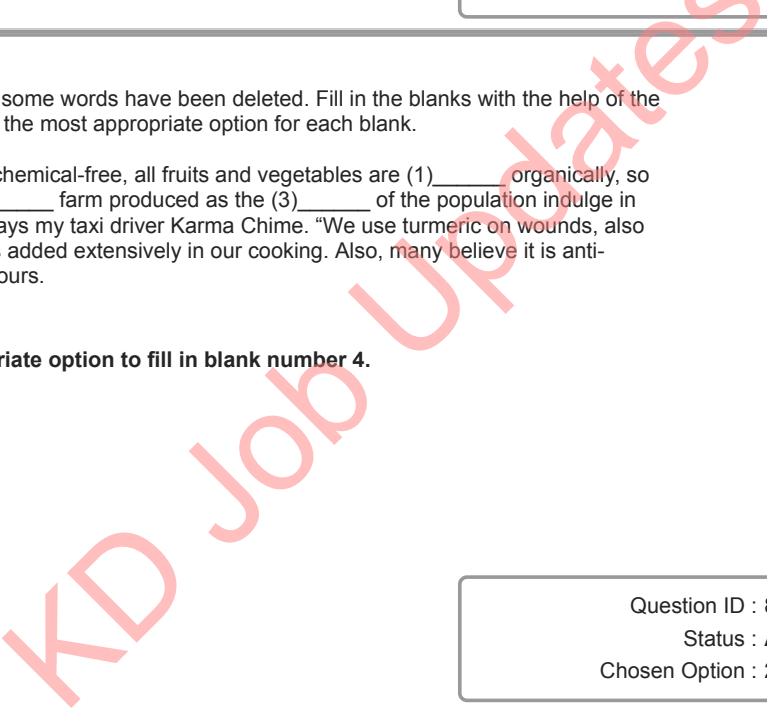 some words have been deleted. Fill in the blanks with the help of the
the most appropriate option for each blank.
chemical-free, all fruits and vegetables are (1)______ organically, so
_____ farm produced as the (3)______ of the population indulge in
ays my taxi driver Karma Chime. “We use turmeric on wounds, also
added extensively in our cooking. Also, many believe it is anti-
ours.
riate option to fill in blank number 4.
Question ID :
Status :
Chosen Option :
KD Job Updates